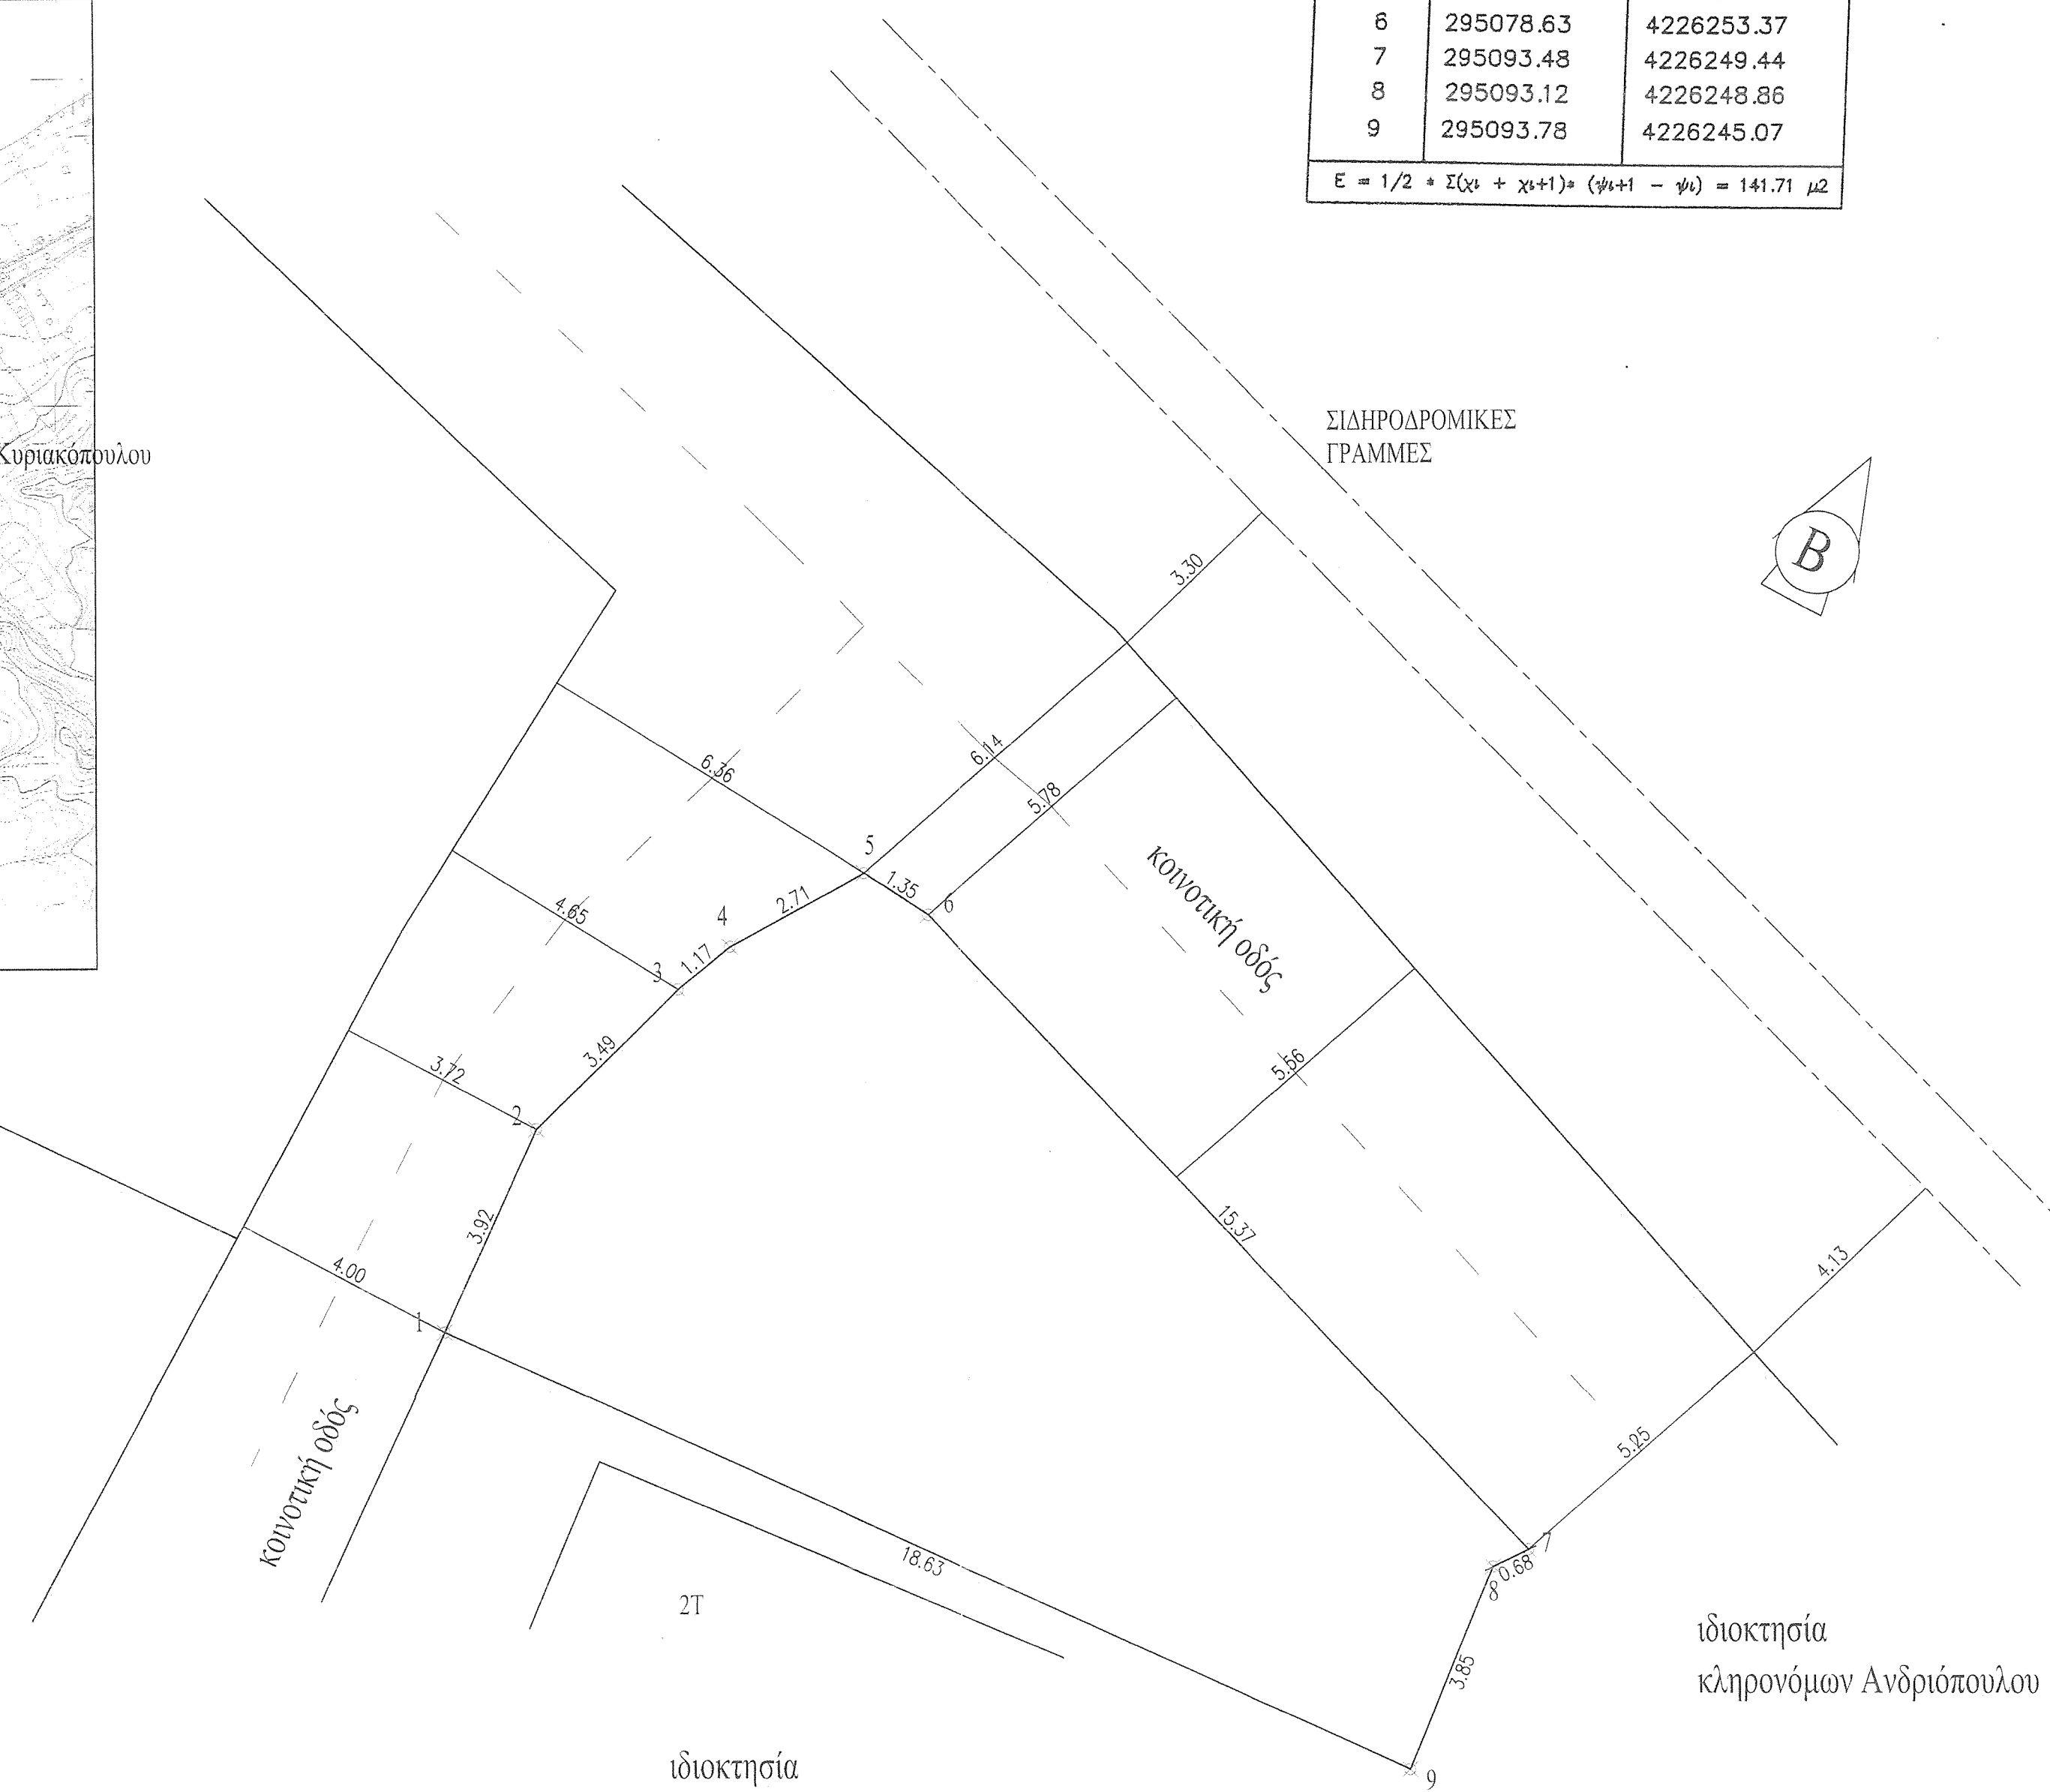 6 295078.63 4226253.37
7 295093.48 4226249.44
8 295093.12 4226248.86
9 295093.78 4226245.07
E = 1/2 * Σ(χι + χι+1)* (ψι+1 - ψι) = 141.71 μ2
Κυριακόπουλου
ΣΙΔΗΡΟΔΡΟΜΙΚΕΣ
ΓΡΑΜΜΕΣ
B
3.30
6.36
6.14
5.78
5
1.35
6
4.65
2.71
4
3
1.17
κοινοτική οδός
3.49
3.72
2
5.56
3.92
15.37
4.00
1
4.13
κοινοτική οδός
5.25
18.63
7
0.68
8
2Τ
3.85
ιδιοκτησία
κληρονόμων Ανδριόπουλου
ιδιοκτησία
9